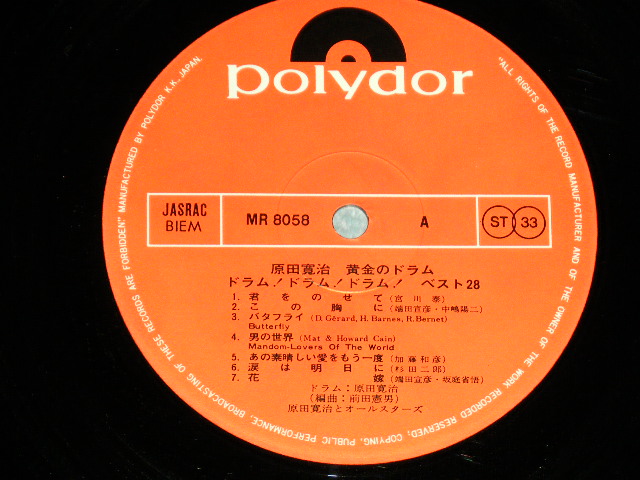 polydor
JASRAC
BIEM
MR 8058
A
ST 33
原田寛治 黄金のドラム
ドラム!ドラム!ドラム! ベスト28
1. 君をのせて (宮川泰)
2. この胸に (端田宣彦・中嶋陽二)
3. バタフライ (D. Gérard, H. Barnes, R. Bernet)
Butterfly
4. 男の世界 (Mat & Howard Cain)
Mandom-Lovers Of The World
5. あの素晴しい愛をもう一度 (加藤和彦)
6. 涙は明日に (杉田二郎)
7. 花嫁 (端田宣彦・坂庭省悟)
ドラム:原田寛治
(編曲:前田憲男)
原田寛治とオールスターズ
"ALL RIGHTS OF THE RECORD MANUFACTURER AND OF THE OWNER OF THE WORK RECORDED RESERVED, COPYING, PUBLIC PERFORMANCE, BROADCASTING OF THESE RECORDS ARE FORBIDDEN" MANUFACTURED BY POLYDOR K.K., JAPAN.